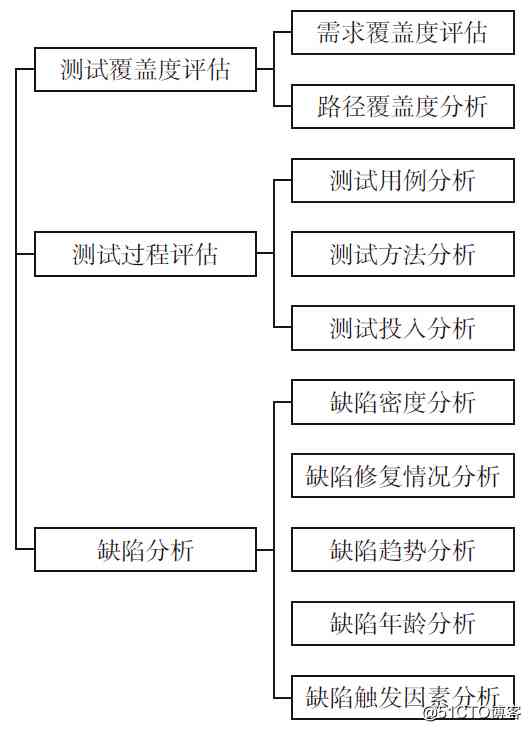 需求覆盖度评估
测试覆盖度评估
路径覆盖度分析
测试用例分析
测试过程评估
测试方法分析
测试投入分析
缺陷密度分析
缺陷修复情况分析
缺陷分析
缺陷趋势分析
缺陷年龄分析
缺陷触发因素分析
@51CTO博客